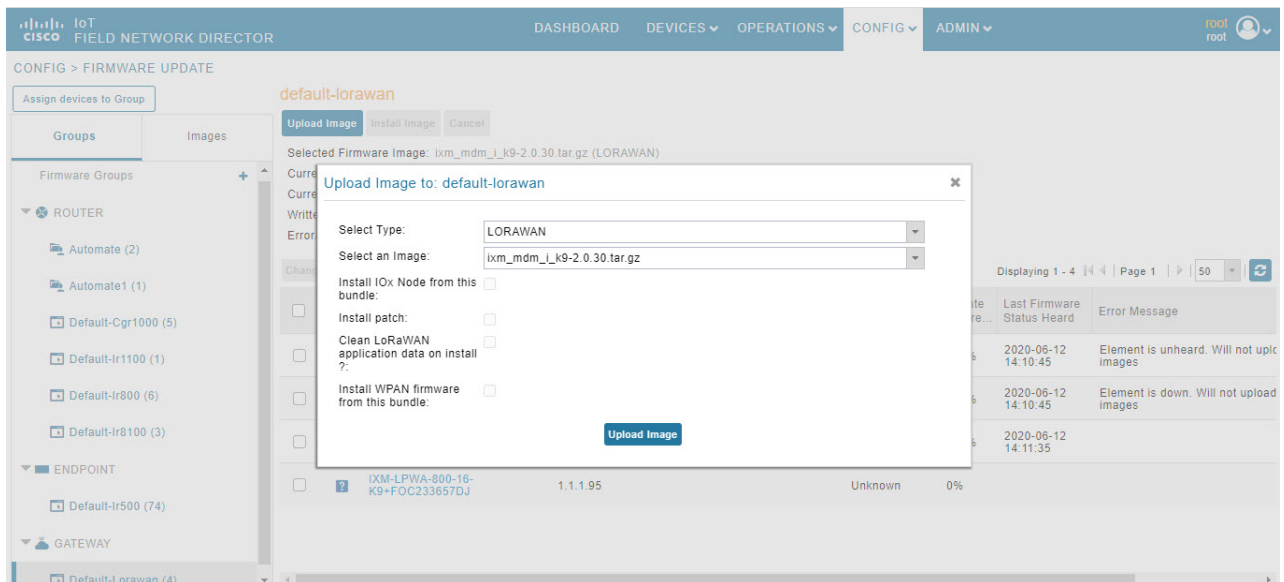 IoT
CISCO FIELD NETWORK DIRECTOR
DASHBOARD DEVICES OPERATIONS CONFIG ADMIN
root
root
CONFIG > FIRMWARE UPDATE
Assign devices to Group
Groups Images
Firmware Groups +
ROUTER
Automate (2)
Automate1 (1)
Default-Cgr1000 (5)
Default-Ir1100 (1)
Default-Ir800 (6)
Default-Ir8100 (3)
ENDPOINT
Default-Ir500 (74)
GATEWAY
Default-Lorawan (4)
default-lorawan
Upload Image Install Image Cancel
Selected Firmware Image: ixm_mdm_i_k9-2.0.30.tar.gz (LORAWAN)
Curre
Curre
Writte
Error
Chang
Displaying 1 - 4 Page 1 50
Last Firmware
Status Heard
Error Message
2020-06-12
14:10:45
Element is unheard. Will not uplo
images
2020-06-12
14:10:45
Element is down. Will not upload
images
2020-06-12
14:11:35
IXM-LPWA-800-16-
K9+FOC233657DJ
1.1.1.95 Unknown 0%
Upload Image to: default-lorawan
Select Type: LORAWAN
Select an Image: ixm_mdm_i_k9-2.0.30.tar.gz
Install IOx Node from this
bundle:
Install patch:
Clean LoRaWAN
application data on install
?:
Install WPAN firmware
from this bundle:
Upload Image